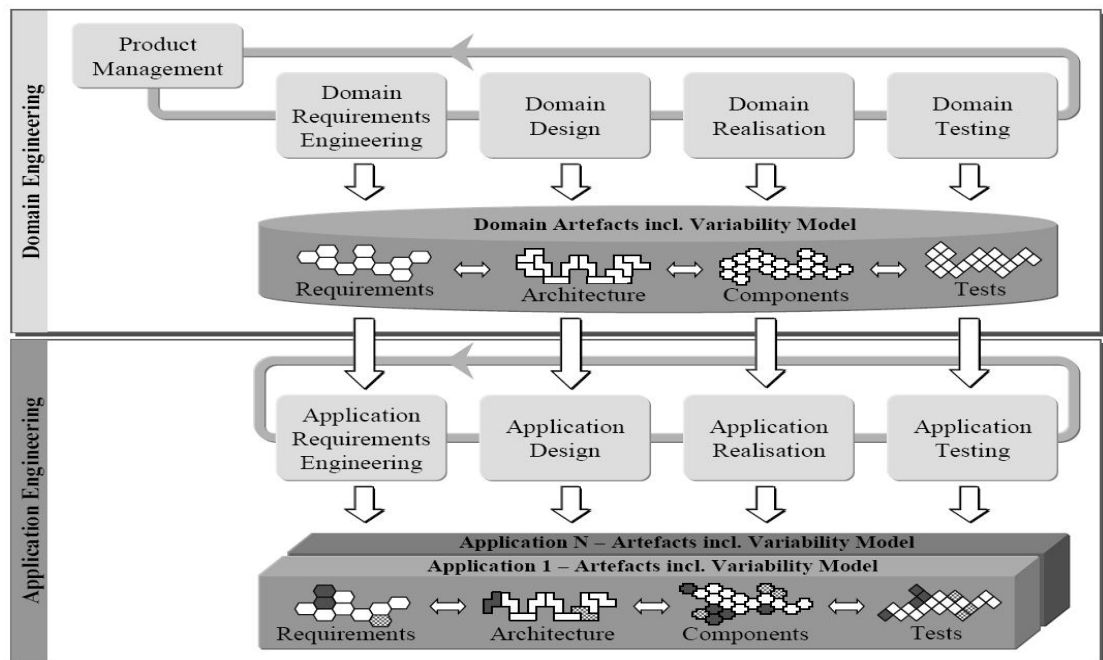 Domain Engineering
Product
Management
Domain
Requirements
Engineering
Domain
Design
Domain
Realisation
Domain
Testing
Domain Artefacts incl. Variability Model
Requirements
Architecture
Components
Tests
Application Engineering
Application
Requirements
Engineering
Application
Design
Application
Realisation
Application
Testing
Application N – Artefacts incl. Variability Model
Application 1 – Artefacts incl. Variability Model
Requirements
Architecture
Components
Tests